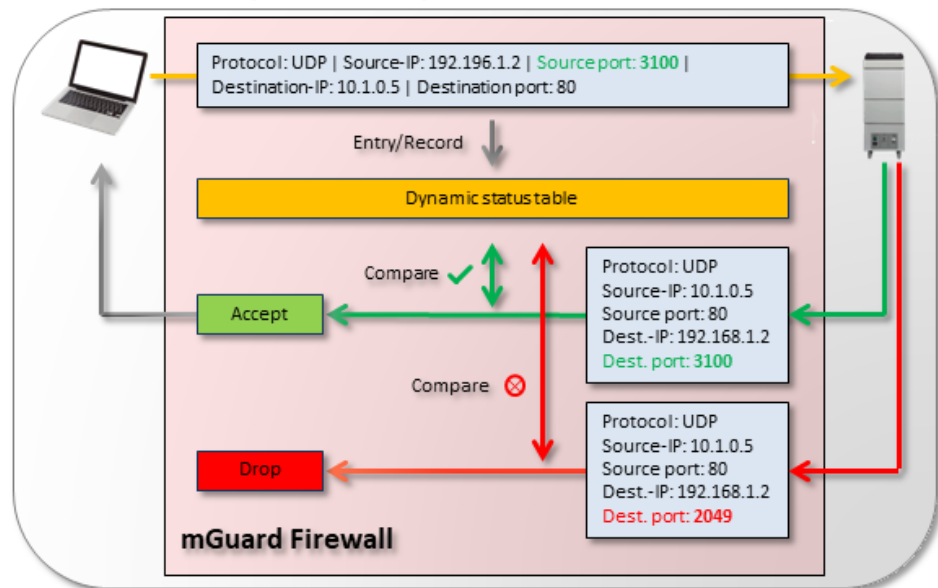 Protocol: UDP | Source-IP: 192.196.1.2 | Source port: 3100 |
Destination-IP: 10.1.0.5 | Destination port: 80
Entry/Record
Dynamic status table
Compare
Protocol: UDP
Source-IP: 10.1.0.5
Source port: 80
Dest.-IP: 192.168.1.2
Dest. port: 3100
Accept
Compare
Protocol: UDP
Source-IP: 10.1.0.5
Source port: 80
Dest.-IP: 192.168.1.2
Dest. port: 2049
Drop
mGuard Firewall